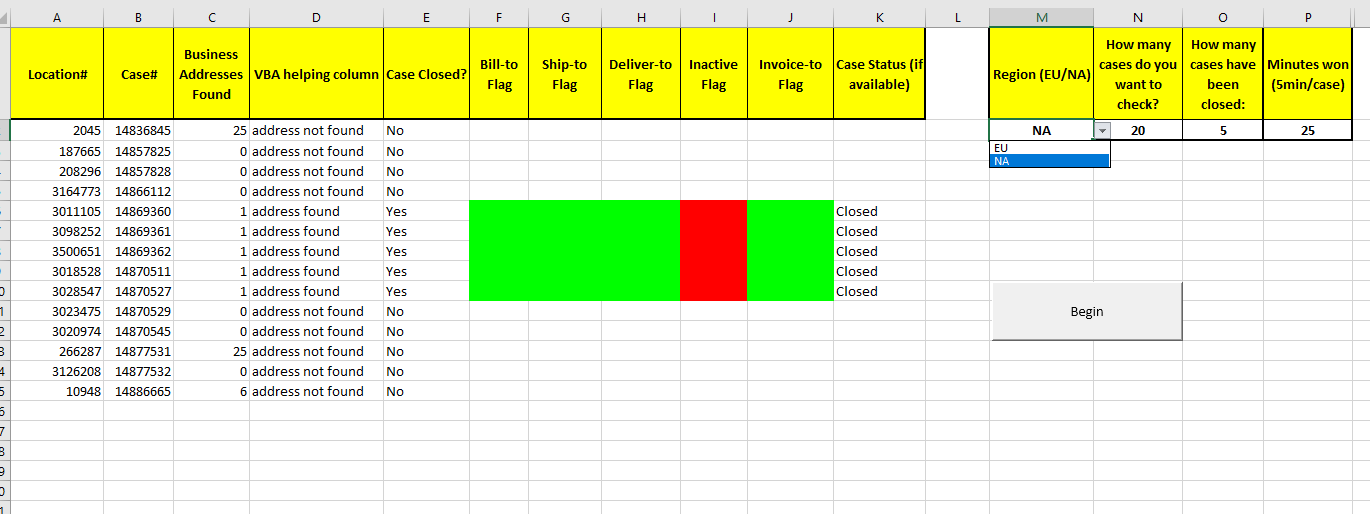 A B C D E F G H I J K L M N O P
Location# Case# Business Addresses Found VBA helping column Case Closed? Bill-to Flag Ship-to Flag Deliver-to Flag Inactive Flag Invoice-to Flag Case Status (if available) Region (EU/NA) How many cases do you want to check? How many cases have been closed: Minutes won (5min/case)
2045 14836845 25 address not found No NA 20 5 25
187665 14857825 0 address not found No EU
208296 14857828 0 address not found No NA
3164773 14866112 0 address not found No
3011105 14869360 1 address found Yes Closed
3098252 14869361 1 address found Yes Closed
3500651 14869362 1 address found Yes Closed
3018528 14870511 1 address found Yes Closed
3028547 14870527 1 address found Yes Closed
3023475 14870529 0 address not found No Begin
3020974 14870545 0 address not found No
266287 14877531 25 address not found No
3126208 14877532 0 address not found No
10948 14886665 6 address not found No